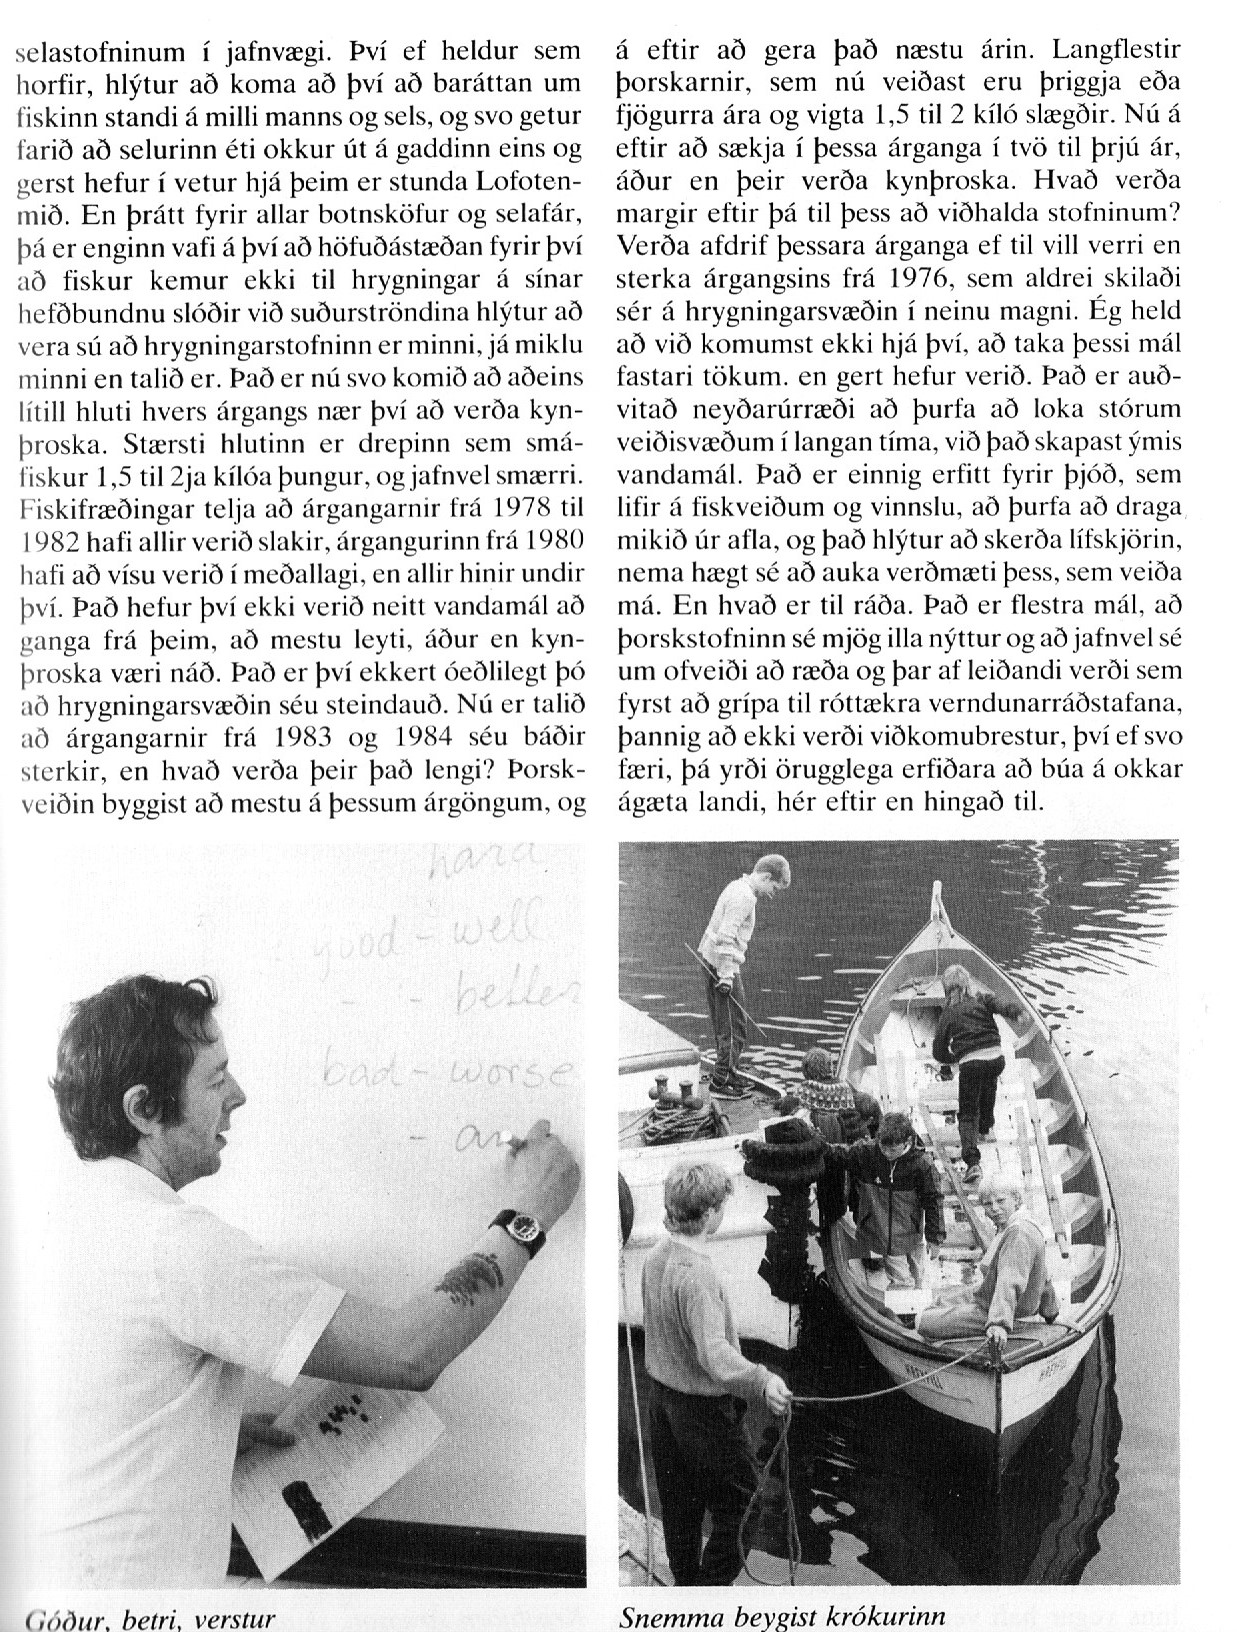 selastofninum í jafnvægi. Því ef heldur sem
horfir, hlýtur að koma að því að baráttan um
fiskinn standi á milli manns og sels, og svo getur
farið að selurinn éti okkur út á gaddinn eins og
gerst hefur í vetur hjá þeim er stunda Lofoten-
mið. En þrátt fyrir allar botnsköfur og selafár,
þá er enginn vafi á því að höfuðástæðan fyrir því
að fiskur kemur ekki til hrygningar á sínar
hefðbundnu slóðir við suðurströndina hlýtur að
vera sú að hrygningarstofninn er minni, já miklu
minni en talið er. Það er nú svo komið að aðeins
lítill hluti hvers árgangs nær því að verða kyn-
þroska. Stærsti hlutinn er drepinn sem smá-
fiskur 1,5 til 2ja kílóa þungur, og jafnvel smærri.
Fiskifræðingar telja að árgangarnir frá 1978 til
1982 hafi allir verið slakir, árgangurinn frá 1980
hafi að vísu verið í meðallagi, en allir hinir undir
því. Það hefur því ekki verið neitt vandamál að
ganga frá þeim, að mestu leyti, áður en kyn-
þroska væri náð. Það er því ekkert óeðlilegt þó
að hrygningarsvæðin séu steindauð. Nú er talið
að árgangarnir frá 1983 og 1984 séu báðir
sterkir, en hvað verða þeir það lengi? Þorsk-
veiðin byggist að mestu á þessum árgöngum, og
á eftir að gera það næstu árin. Langflestir
þorskarnir, sem nú veiðast eru þriggja eða
fjögurra ára og vigta 1,5 til 2 kíló slægðir. Nú á
eftir að sækja í þessa árganga í tvö til þrjú ár,
áður en þeir verða kynþroska. Hvað verða
margir eftir þá til þess að viðhalda stofninum?
Verða afdrif þessara árganga ef til vill verri en
sterka árgangsins frá 1976, sem aldrei skilaði
sér á hrygningarsvæðin í neinu magni. Ég held
að við komumst ekki hjá því, að taka þessi mál
fastari tökum. en gert hefur verið. Það er auð-
vitað neyðarúrræði að þurfa að loka stórum
veiðisvæðum í langan tíma, við það skapast ýmis
vandamál. Það er einnig erfitt fyrir þjóð, sem
lifir á fiskveiðum og vinnslu, að þurfa að draga
mikið úr afla, og það hlýtur að skerða lífskjörin,
nema hægt sé að auka verðmæti þess, sem veiða
má. En hvað er til ráða. Það er flestra mál, að
þorskstofninn sé mjög illa nýttur og að jafnvel sé
um ofveiði að ræða og þar af leiðandi verði sem
fyrst að grípa til róttækra verndunarráðstafana,
þannig að ekki verði viðkomubrestur, því ef svo
færi, þá yrði örugglega erfiðara að búa á okkar
ágæta landi, hér eftir en hingað til.
hard
good - well
- - better
bad - worse
- an
Góður, betri, verstur
Snemma beygist krókurinn